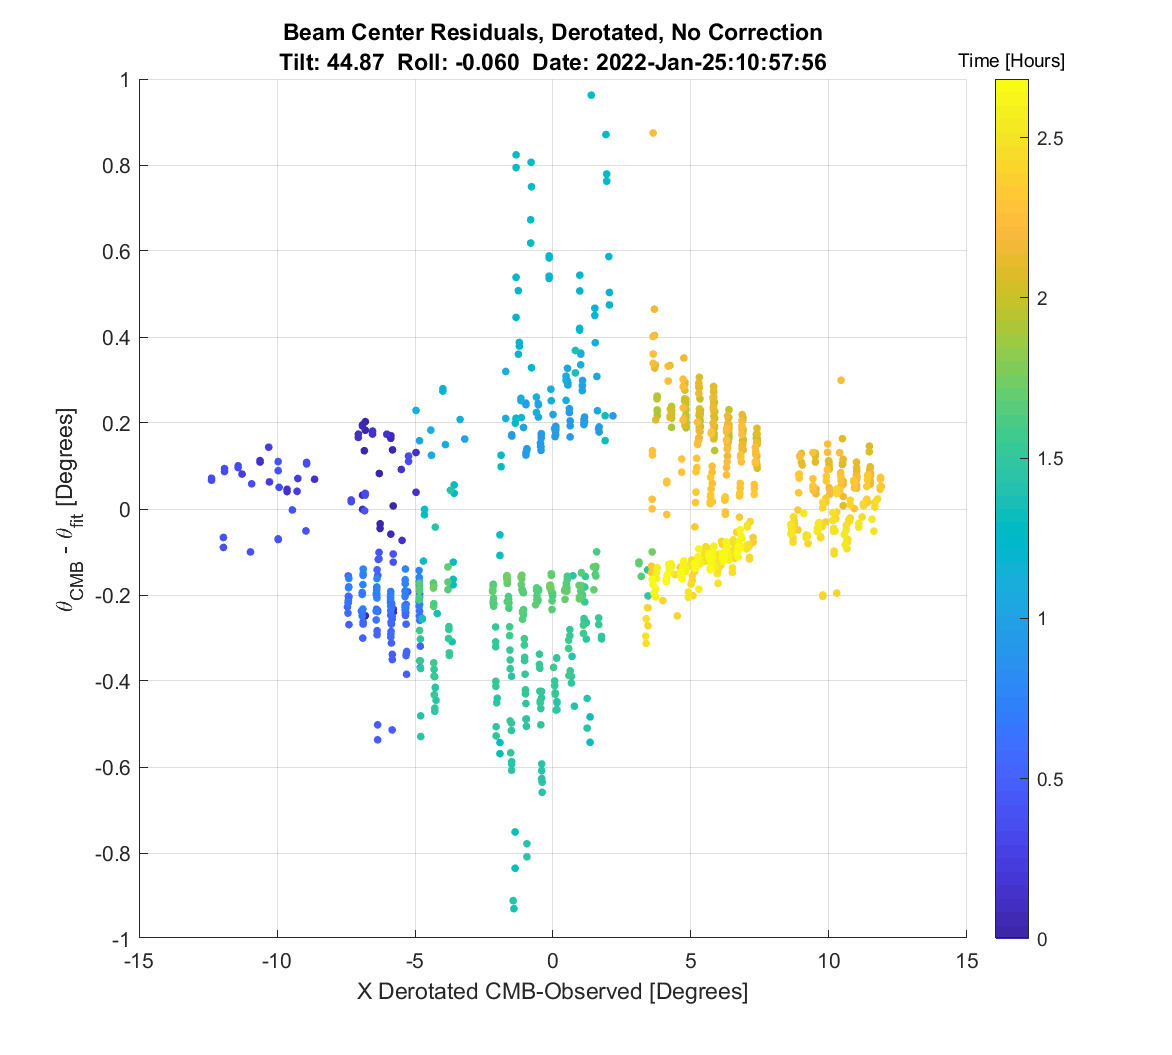 Beam Center Residuals, Derotated, No Correction
Tilt: 44.87 Roll: -0.060 Date: 2022-Jan-25:10:57:56
Time [Hours]
1
0.8
0.6
0.4
0.2
0
-0.2
-0.4
-0.6
-0.8
-1
θCMB - θfit [Degrees]
-15 -10 -5 0 5 10 15
X Derotated CMB-Observed [Degrees]
2.5
2
1.5
1
0.5
0